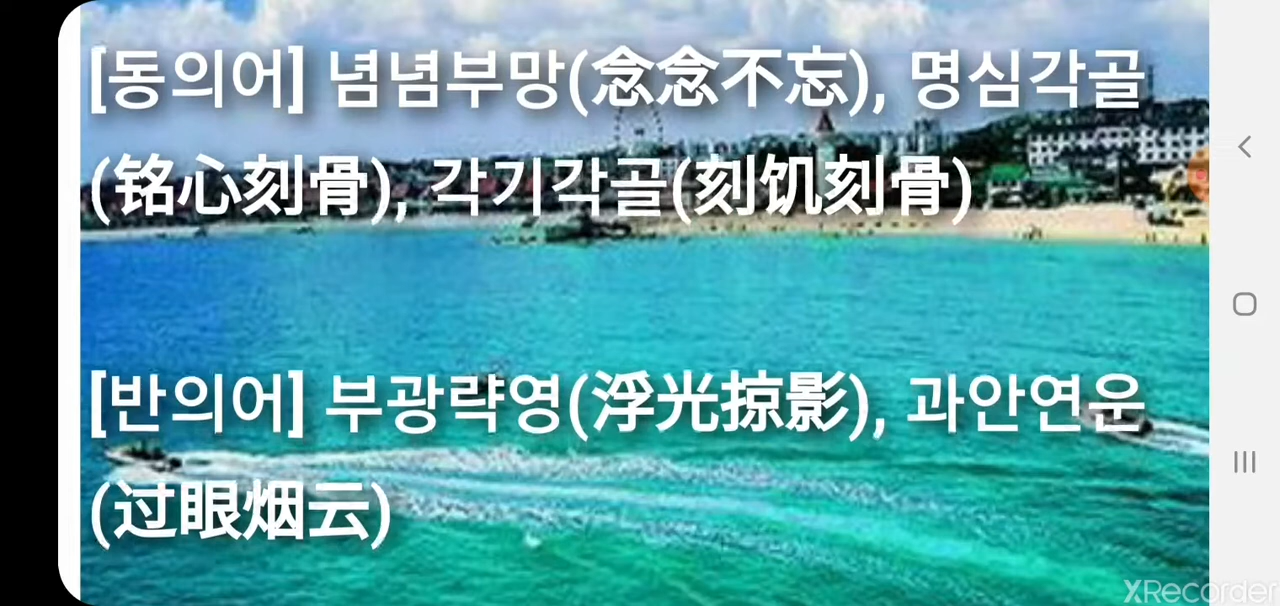 [동의어] 념념부망(念念不忘), 명심각골
(铭心刻骨), 각기각골(刻饥刻骨)
[반의어] 부광략영(浮光掠影), 과안연운
(过眼烟云)
XRecorder